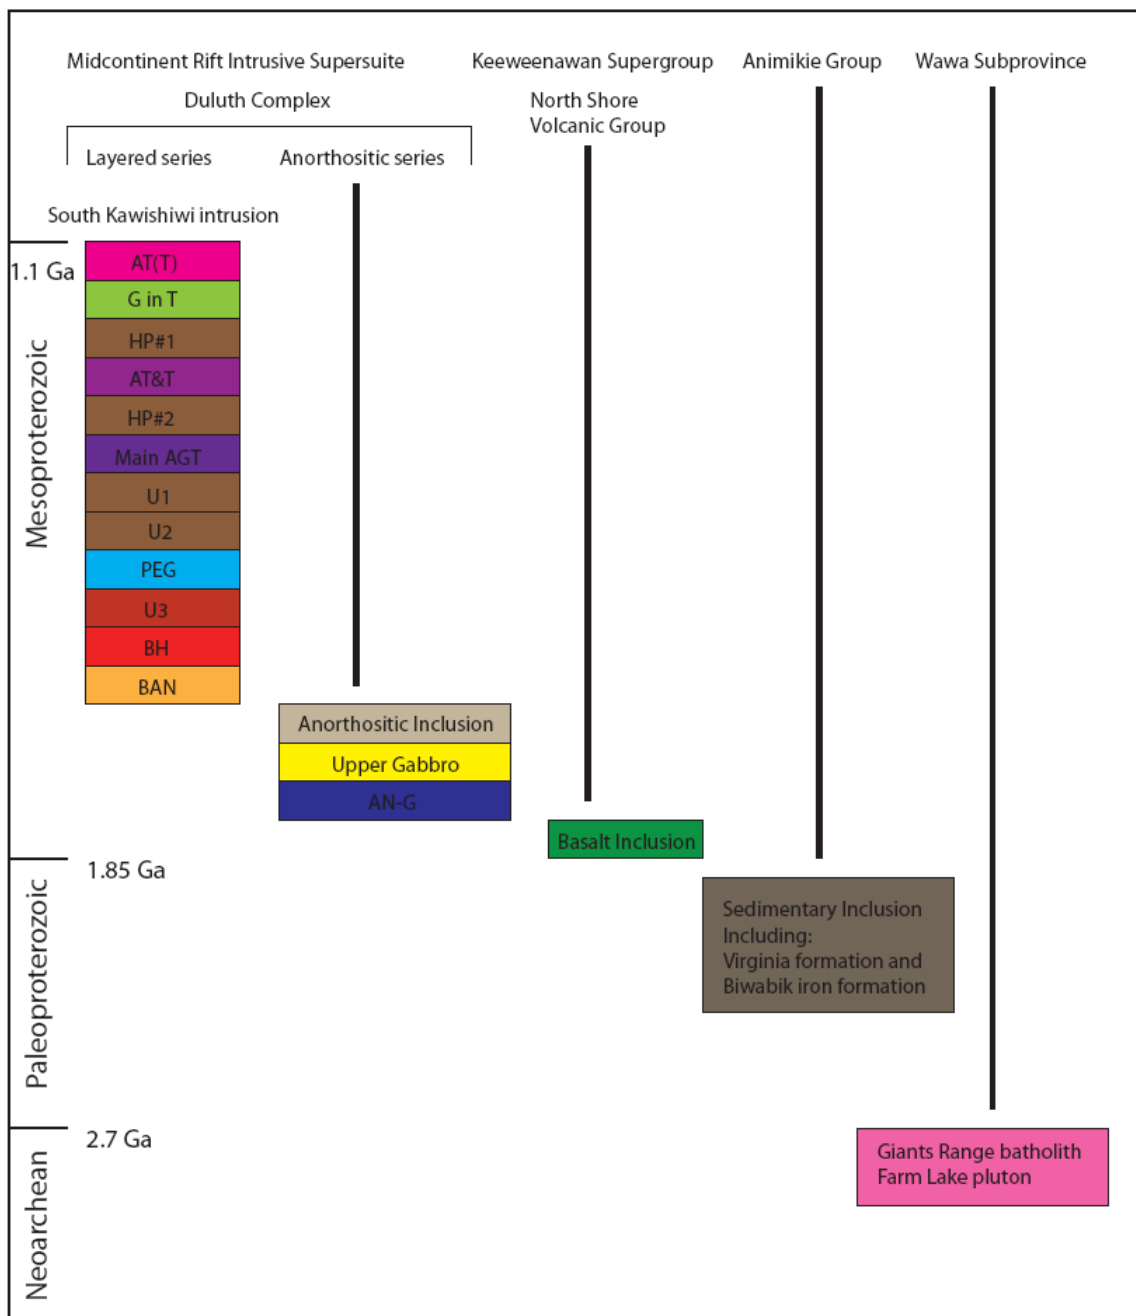 Midcontinent Rift Intrusive Supersuite
Keeweenawan Supergroup
Animikie Group
Wawa Subprovince
Duluth Complex
North Shore
Volcanic Group
Layered series
Anorthositic series
South Kawishiwi intrusion
1.1 Ga
Mesoproterozoic
AT(T)
G in T
HP#1
AT&T
HP#2
Main AGT
U1
U2
PEG
U3
BH
BAN
Anorthositic Inclusion
Upper Gabbro
AN-G
Basalt Inclusion
1.85 Ga
Paleoproterozoic
Sedimentary Inclusion
Including:
Virginia formation and
Biwabik iron formation
2.7 Ga
Neoarchean
Giants Range batholith
Farm Lake pluton